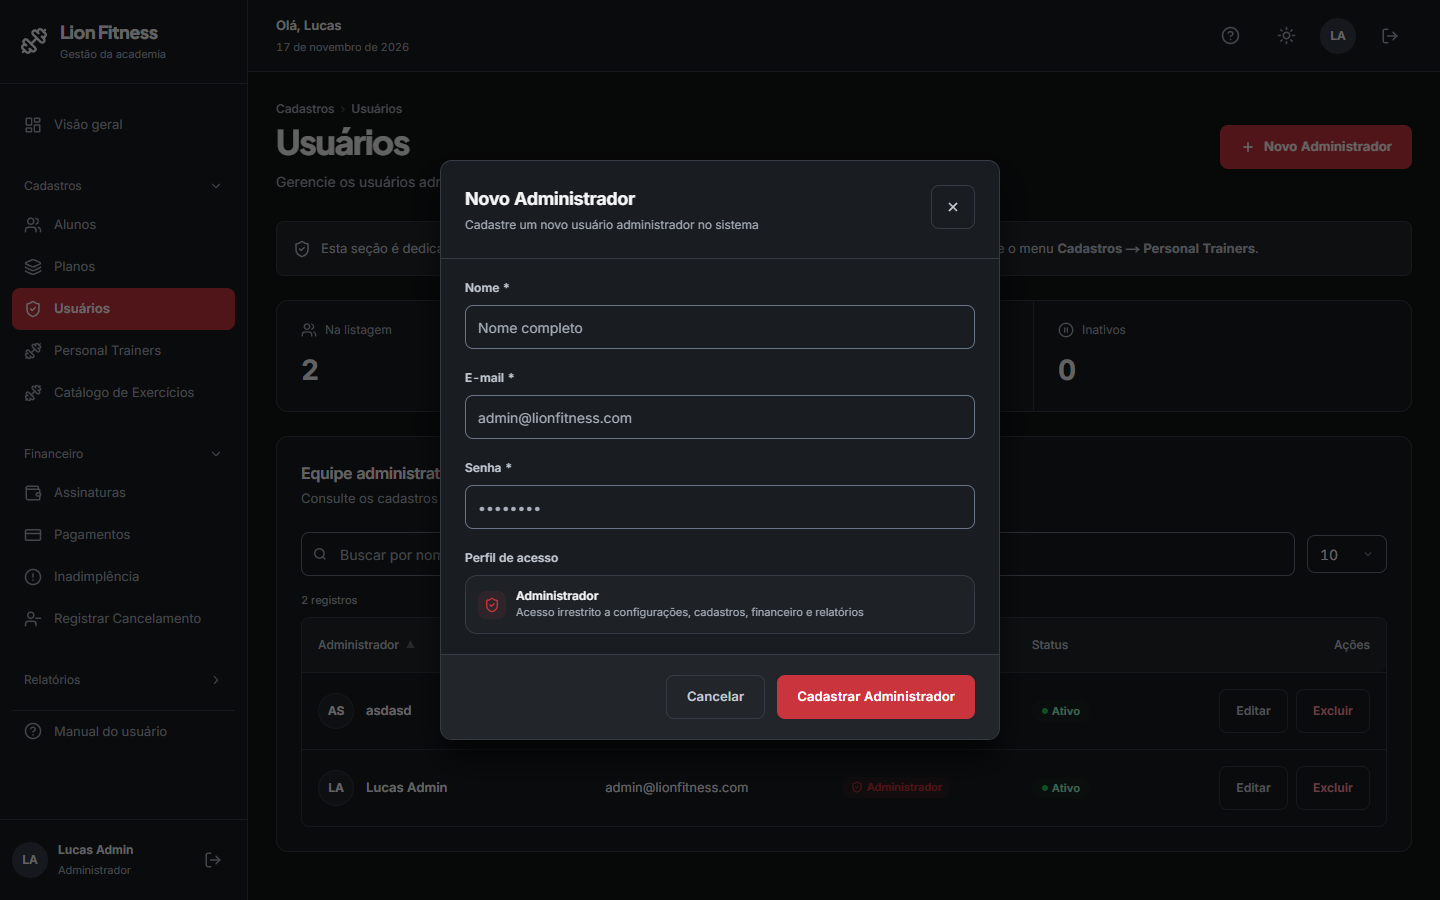 Lion Fitness
Gestão da academia
Olá, Lucas
17 de novembro de 2026
LA
Visão geral
Cadastros
Alunos
Planos
Usuários
Personal Trainers
Catálogo de Exercícios
Financeiro
Assinaturas
Pagamentos
Inadimplência
Registrar Cancelamento
Relatórios
Manual do usuário
LA
Lucas Admin
Administrador
Cadastros › Usuários
Usuários
Gerencie os usuários
+ Novo Administrador
Esta seção é
o menu Cadastros → Personal Trainers.
Na listagem
2
Inativos
0
Equipe
Consulte os cadastros
Buscar por
10
2 registros
Administrador ▲
Status
Ações
AS
asdasd
Ativo
Editar
Excluir
LA
Lucas Admin
admin@lionfitness.com
Administrador
Ativo
Editar
Excluir
Novo Administrador
Cadastre um novo usuário administrador no sistema
Nome *
Nome completo
E-mail *
admin@lionfitness.com
Senha *
••••••••
Perfil de acesso
Administrador
Acesso irrestrito a configurações, cadastros, financeiro e relatórios
Cancelar
Cadastrar Administrador